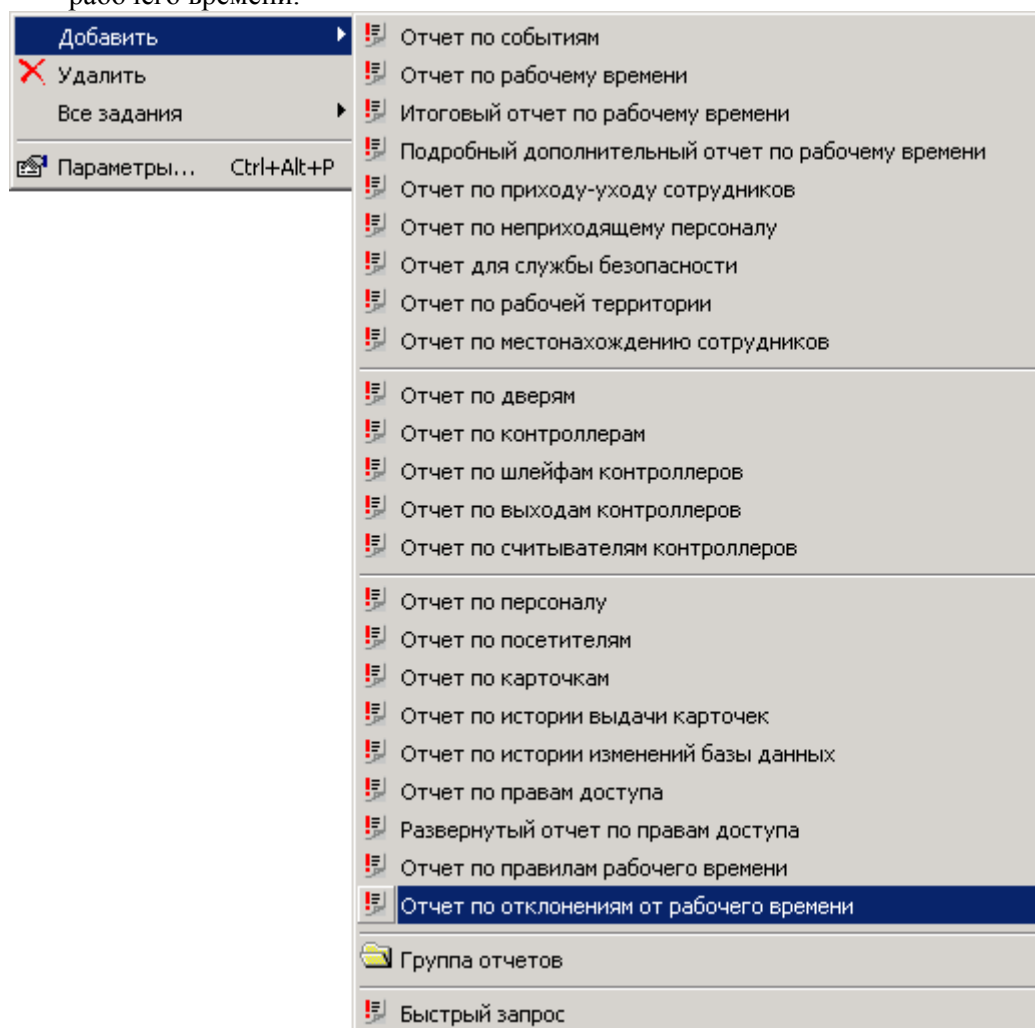 рабочего времени.
Добавить
Удалить
Все задания
Параметры... Ctrl+Alt+P
Отчет по событиям
Отчет по рабочему времени
Итоговый отчет по рабочему времени
Подробный дополнительный отчет по рабочему времени
Отчет по приходу-уходу сотрудников
Отчет по неприходящему персоналу
Отчет для службы безопасности
Отчет по рабочей территории
Отчет по местонахождению сотрудников
Отчет по дверям
Отчет по контроллерам
Отчет по шлейфам контроллеров
Отчет по выходам контроллеров
Отчет по считывателям контроллеров
Отчет по персоналу
Отчет по посетителям
Отчет по карточкам
Отчет по истории выдачи карточек
Отчет по истории изменений базы данных
Отчет по правам доступа
Развернутый отчет по правам доступа
Отчет по правилам рабочего времени
Отчет по отклонениям от рабочего времени
Группа отчетов
Быстрый запрос